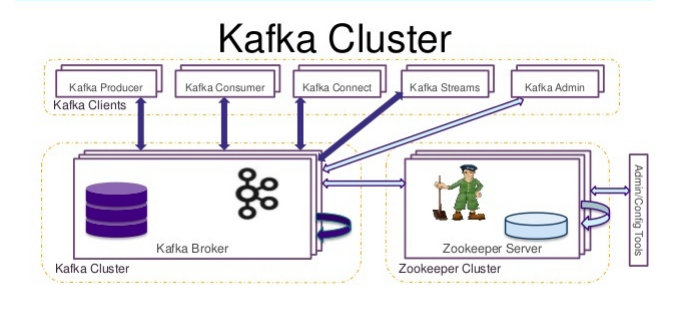 Kafka Cluster
Kafka Producer
Kafka Consumer
Kafka Connect
Kafka Streams
Kafka Admin
Kafka Clients
Kafka Broker
Kafka Cluster
Zookeeper Server
Zookeeper Cluster
Admin/Config Tools